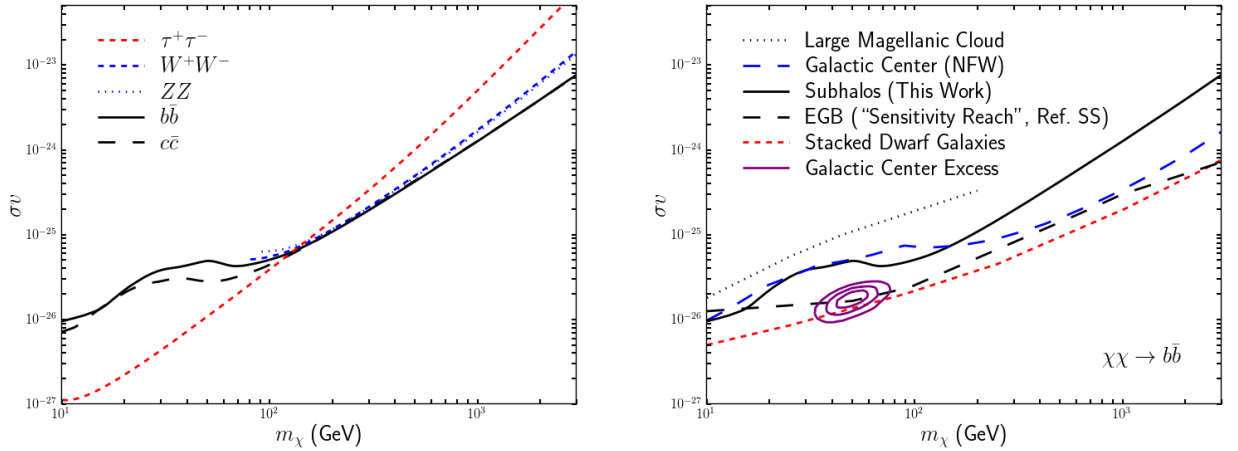 10⁻²³
10⁻²⁴
10⁻²⁵
10⁻²⁶
10⁻²⁷
σv
τ⁺τ⁻
W⁺W⁻
ZZ
bb̄
cc̄
10¹
10²
10³
m_χ (GeV)
10⁻²³
10⁻²⁴
10⁻²⁵
10⁻²⁶
10⁻²⁷
σv
Large Magellanic Cloud
Galactic Center (NFW)
Subhalos (This Work)
EGB (“Sensitivity Reach”, Ref. SS)
Stacked Dwarf Galaxies
Galactic Center Excess
χχ → bb̄
10¹
10²
10³
m_χ (GeV)